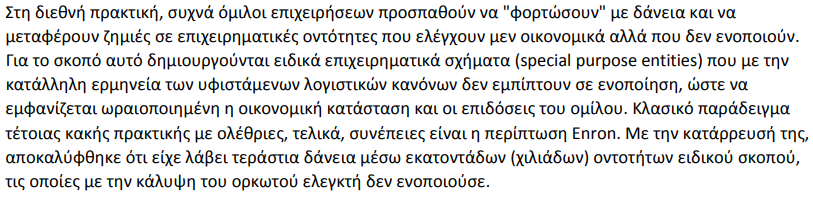 Στη διεθνή πρακτική, συχνά όμιλοι επιχειρήσεων προσπαθούν να "φορτώσουν" με δάνεια και να
μεταφέρουν ζημιές σε επιχειρηματικές οντότητες που ελέγχουν μεν οικονομικά αλλά που δεν ενοποιούν.
Για το σκοπό αυτό δημιουργούνται ειδικά επιχειρηματικά σχήματα (special purpose entities) που με την
κατάλληλη ερμηνεία των υφιστάμενων λογιστικών κανόνων δεν εμπίπτουν σε ενοποίηση, ώστε να
εμφανίζεται ωραιοποιημένη η οικονομική κατάσταση και οι επιδόσεις του ομίλου. Κλασικό παράδειγμα
τέτοιας κακής πρακτικής με ολέθριες, τελικά, συνέπειες είναι η περίπτωση Enron. Με την κατάρρευσή της,
αποκαλύφθηκε ότι είχε λάβει τεράστια δάνεια μέσω εκατοντάδων (χιλιάδων) οντοτήτων ειδικού σκοπού,
τις οποίες με την κάλυψη του ορκωτού ελεγκτή δεν ενοποιούσε.